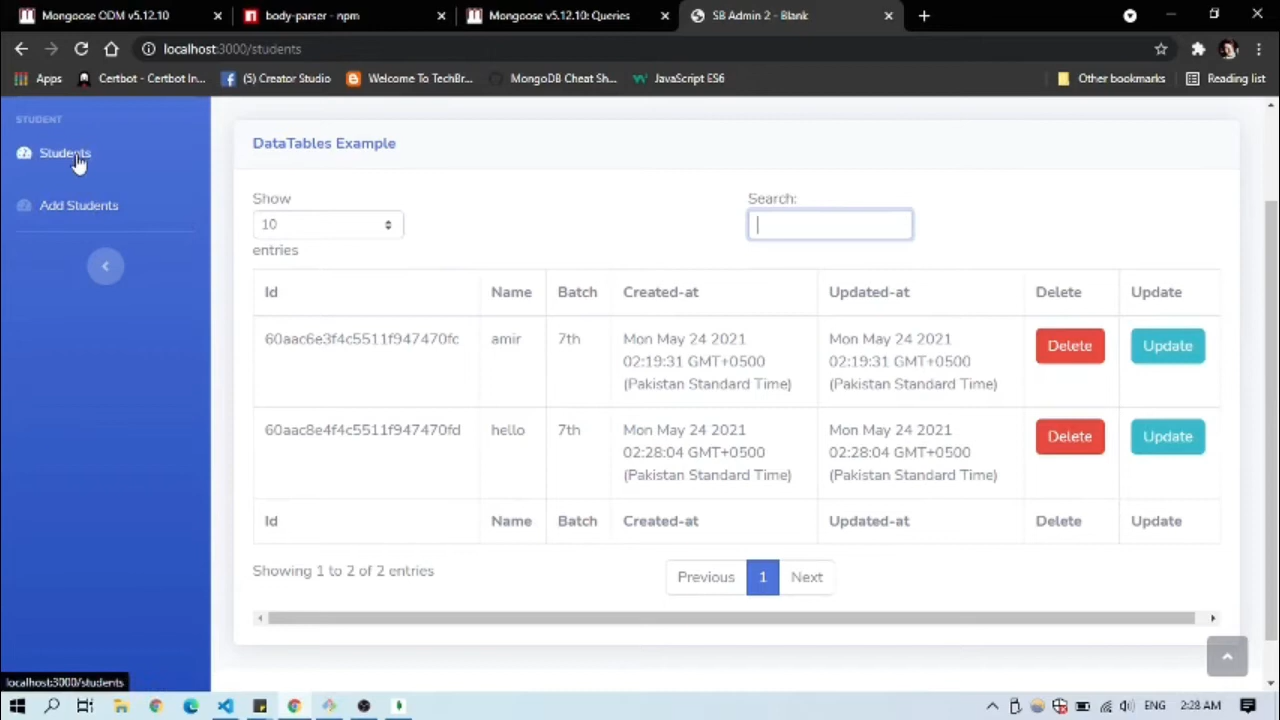 Mongoose ODM v5.12.10
body-parser - npm
Mongoose v5.12.10: Queries
SB Admin 2 - Blank
localhost:3000/students
Apps
Certbot - Certbot In...
(5) Creator Studio
Welcome To TechBr...
MongoDB Cheat Sh...
JavaScript ES6
Other bookmarks
Reading list
STUDENT
Students
Add Students
DataTables Example
Show
10
entries
Search:
Id Name Batch Created-at Updated-at Delete Update
60aac6e3f4c5511f947470fc amir 7th Mon May 24 2021 Mon May 24 2021 Delete Update
02:19:31 GMT+0500 02:19:31 GMT+0500
(Pakistan Standard Time) (Pakistan Standard Time)
60aac8e4f4c5511f947470fd hello 7th Mon May 24 2021 Mon May 24 2021 Delete Update
02:28:04 GMT+0500 02:28:04 GMT+0500
(Pakistan Standard Time) (Pakistan Standard Time)
Id Name Batch Created-at Updated-at Delete Update
Showing 1 to 2 of 2 entries
Previous 1 Next
localhost:3000/students
ENG 2:28 AM